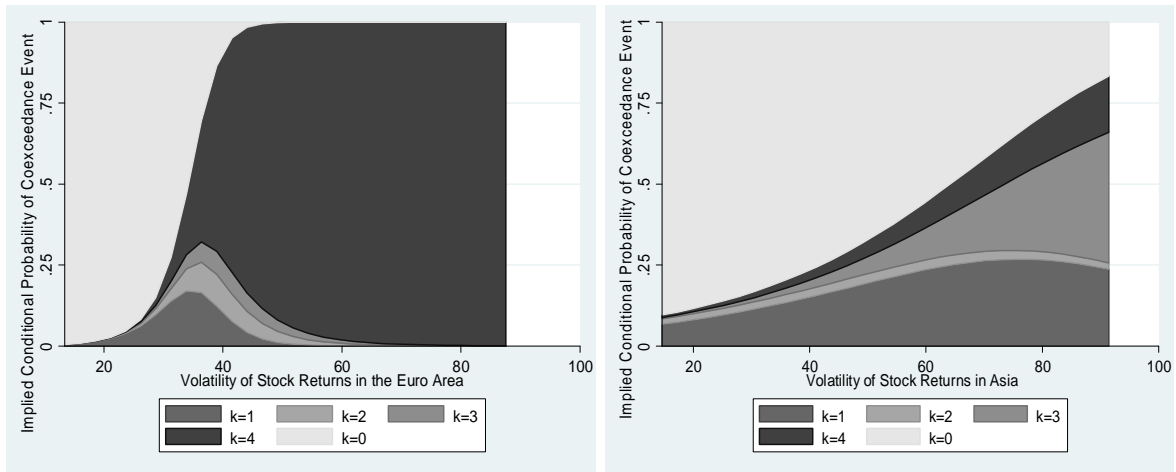 Implied Conditional Probability of Coexceedance Event
1
.75
.5
.25
0
20 40 60 80 100
Volatility of Stock Returns in the Euro Area
k=1 k=2 k=3
k=4 k=0
Implied Conditional Probability of Coexceedance Event
1
.75
.5
.25
0
20 40 60 80 100
Volatility of Stock Returns in Asia
k=1 k=2 k=3
k=4 k=0